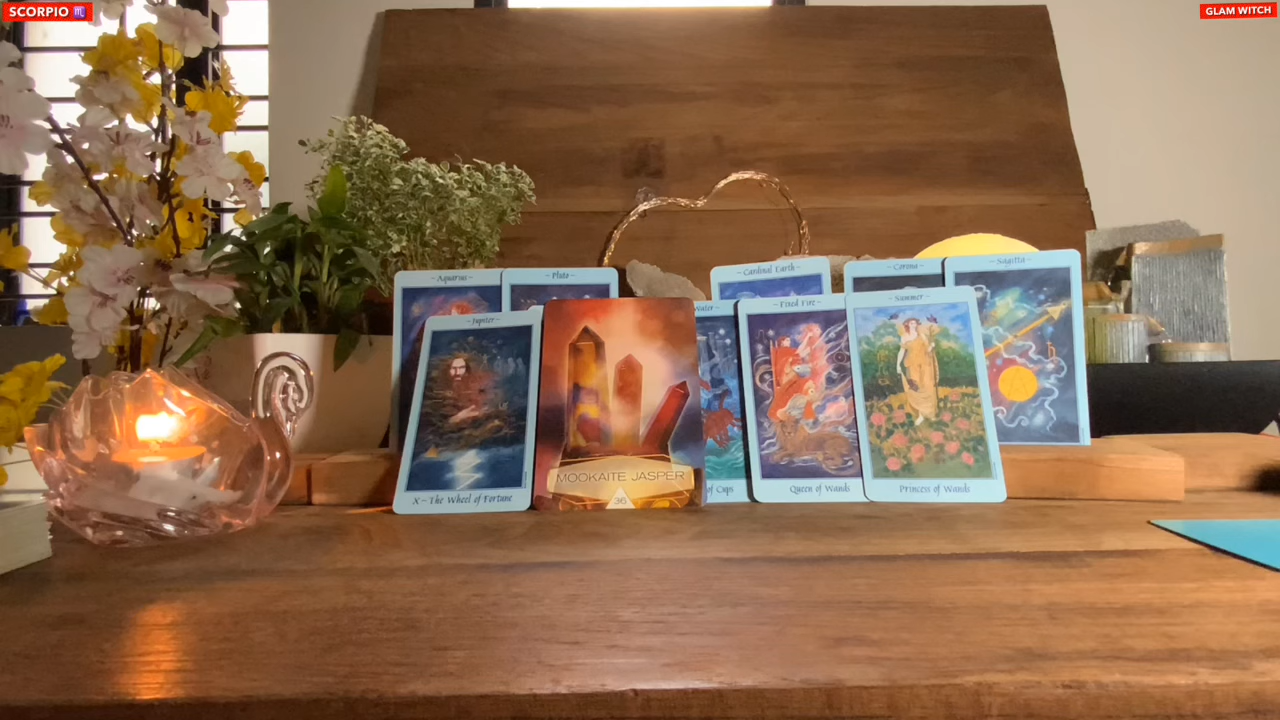 SCORPIO ♏
GLAM WITCH
~ Aquarius ~
~ Pluto ~
~ Cardinal Earth ~
~ Corona ~
~ Sagitta ~
~ Jupiter ~
Water ~
~ Fixed Fire ~
~ Summer ~
MOOKAITE JASPER
36
X ~ The Wheel of Fortune
of Cups
Queen of Wands
Princess of Wands